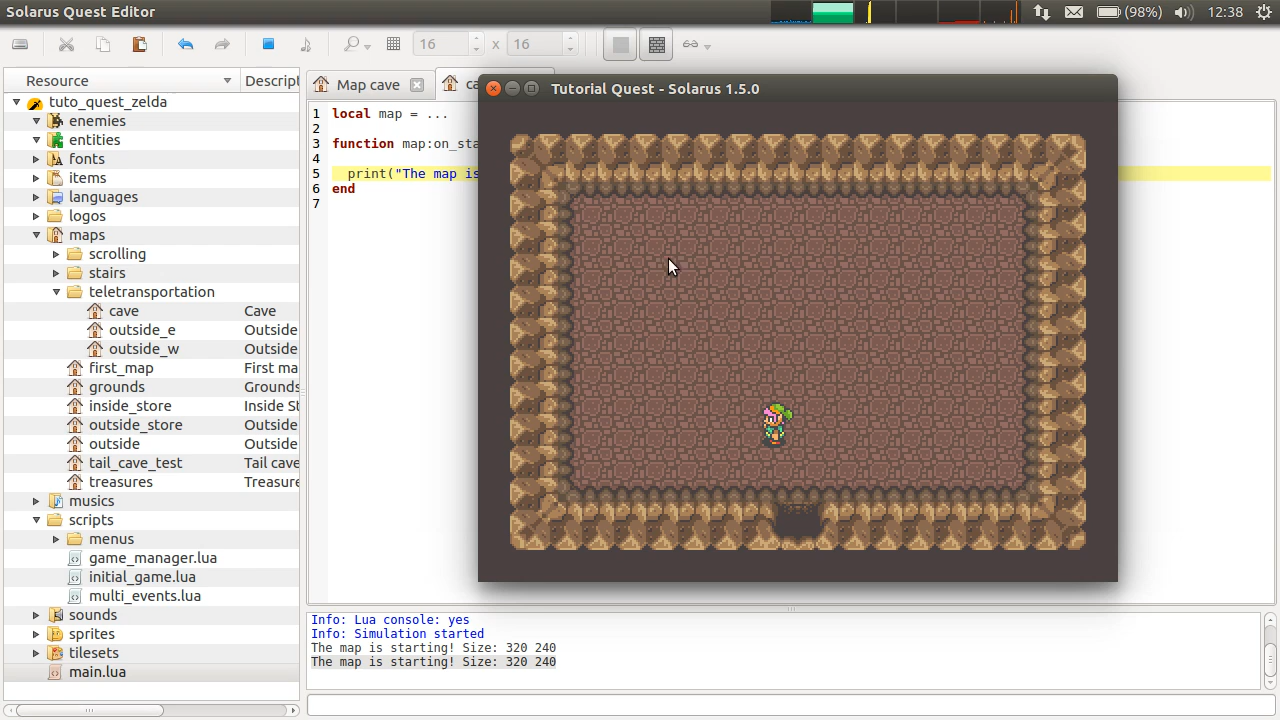 Solarus Quest Editor
(98%)
12:38
16 x 16
Resource
Descript
tuto_quest_zelda
enemies
entities
fonts
items
languages
logos
maps
scrolling
stairs
teletransportation
cave Cave
outside_e Outside
outside_w Outside
first_map First ma
grounds Grounds
inside_store Inside St
outside_store Outside
outside Outside
tail_cave_test Tail cave
treasures Treasure
musics
scripts
menus
game_manager.lua
initial_game.lua
multi_events.lua
sounds
sprites
tilesets
main.lua
Map cave
ca
1 local map = ...
2
3 function map:on_sta
4
5 print("The map is
6 end
7
Tutorial Quest - Solarus 1.5.0
Info: Lua console: yes
Info: Simulation started
The map is starting! Size: 320 240
The map is starting! Size: 320 240